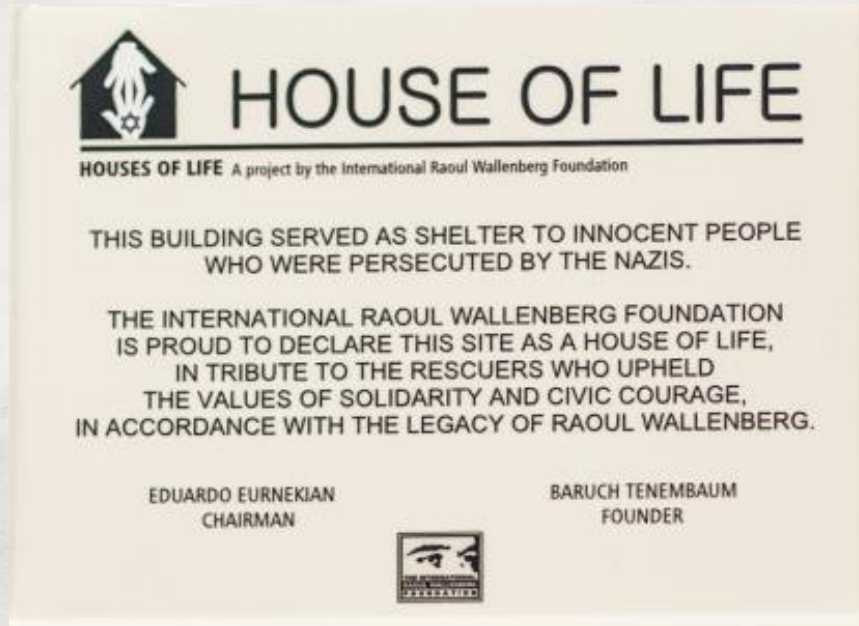 HOUSE OF LIFE
HOUSES OF LIFE A project by the International Raoul Wallenberg Foundation
THIS BUILDING SERVED AS SHELTER TO INNOCENT PEOPLE
WHO WERE PERSECUTED BY THE NAZIS.
THE INTERNATIONAL RAOUL WALLENBERG FOUNDATION
IS PROUD TO DECLARE THIS SITE AS A HOUSE OF LIFE,
IN TRIBUTE TO THE RESCUERS WHO UPHELD
THE VALUES OF SOLIDARITY AND CIVIC COURAGE,
IN ACCORDANCE WITH THE LEGACY OF RAOUL WALLENBERG.
EDUARDO EURNEKIAN
CHAIRMAN
BARUCH TENEMBAUM
FOUNDER
THE INTERNATIONAL
FOUNDATION